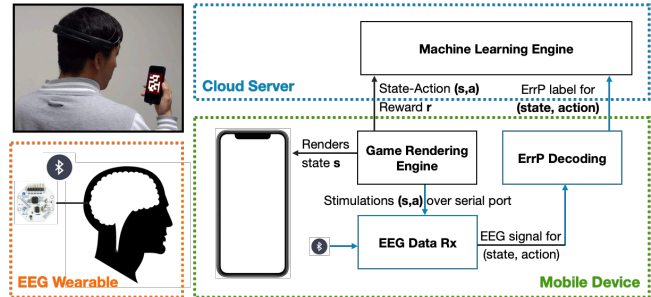 Machine Learning Engine
Cloud Server
State-Action (s,a)
Reward r
ErrP label for
(state, action)
Renders
state s
Game Rendering
Engine
ErrP Decoding
Stimulations (s,a) over serial port
EEG Data Rx
EEG signal for
(state, action)
EEG Wearable
Mobile Device